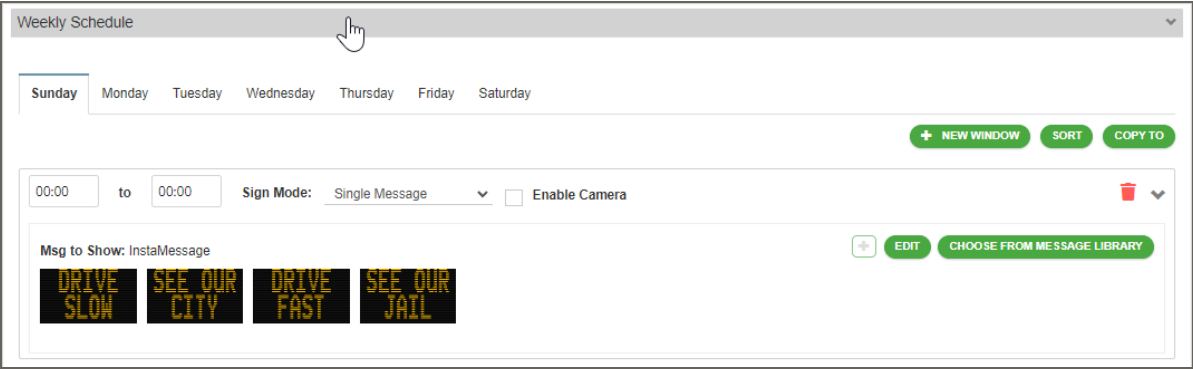 Weekly Schedule
Sunday Monday Tuesday Wednesday Thursday Friday Saturday
+ NEW WINDOW SORT COPY TO
00:00 to 00:00 Sign Mode: Single Message Enable Camera
Msg to Show: InstaMessage + EDIT CHOOSE FROM MESSAGE LIBRARY
DRIVE SEE OUR DRIVE SEE OUR
SLOW CITY FAST JAIL